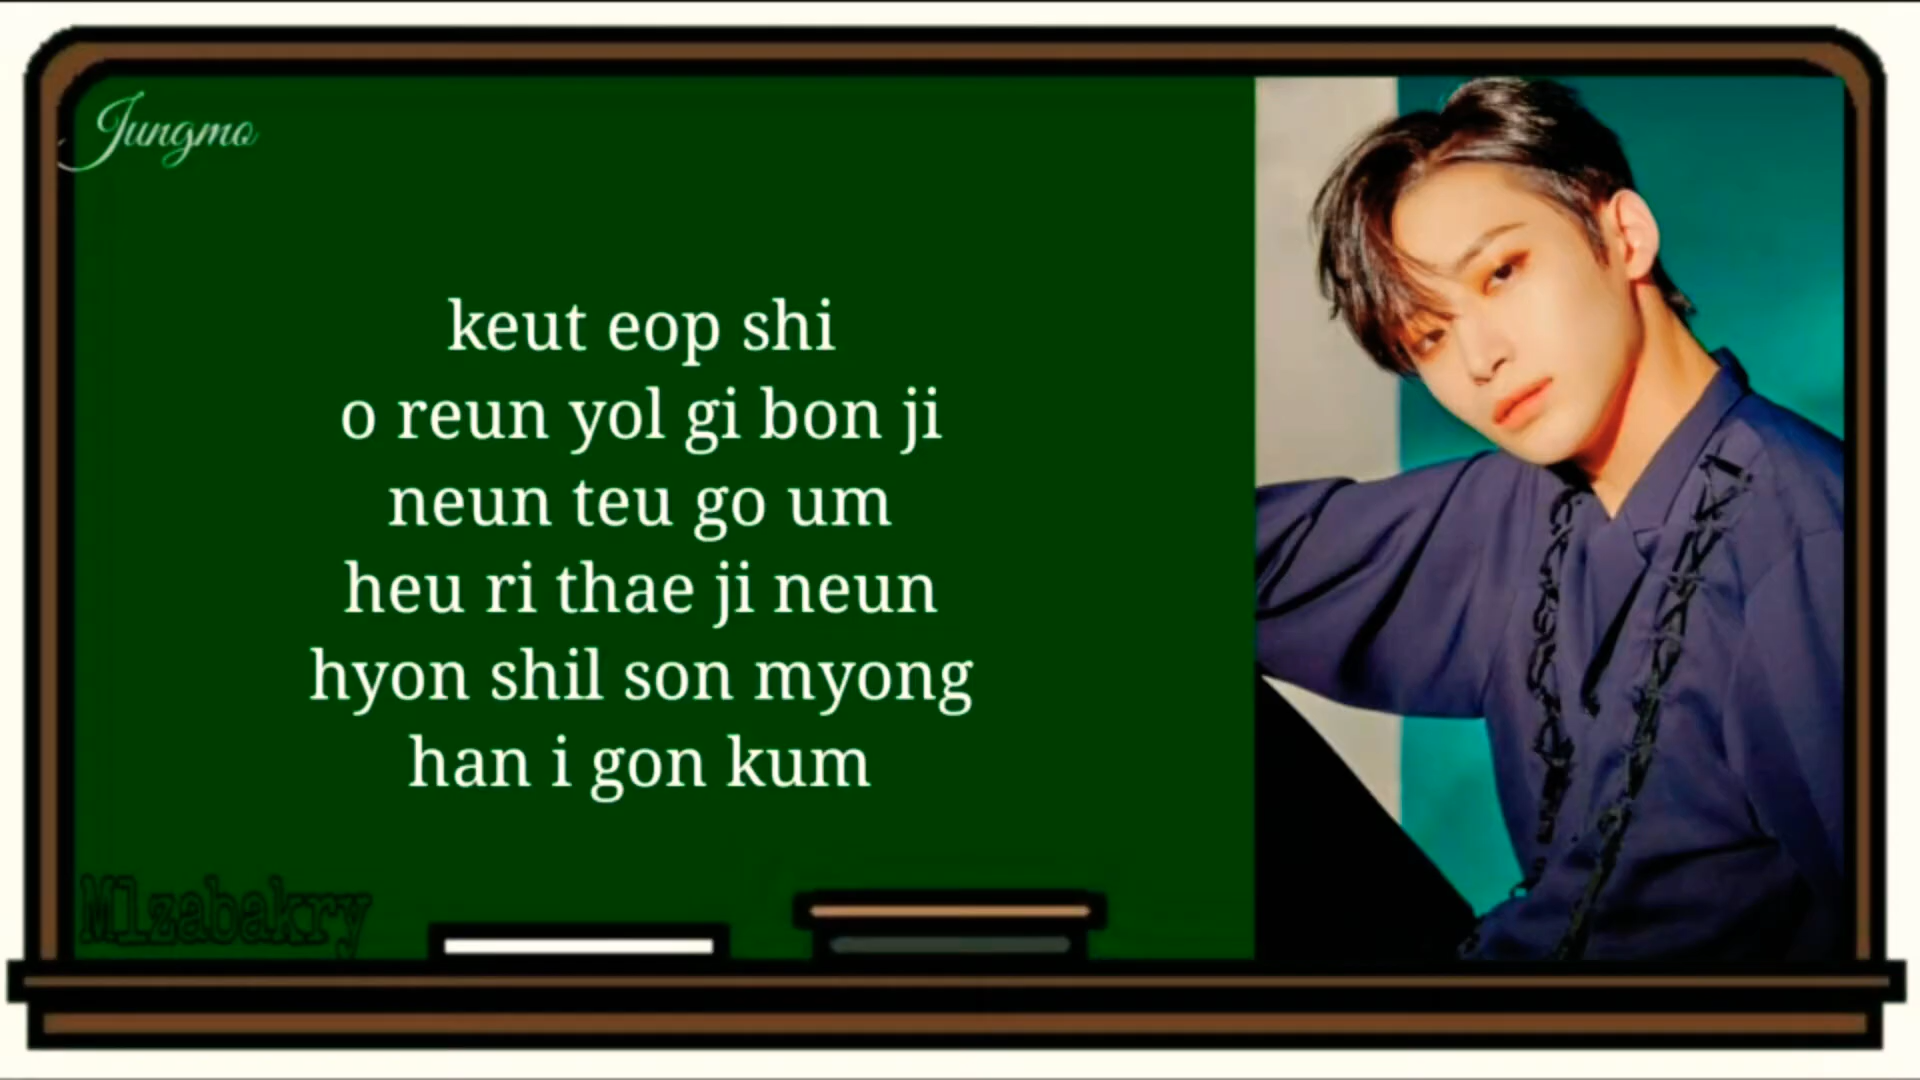 Jungmo
keut eop shi
o reun yol gi bon ji
neun teu go um
heu ri thae ji neun
hyon shil son myong
han i gon kum
M1zabakry